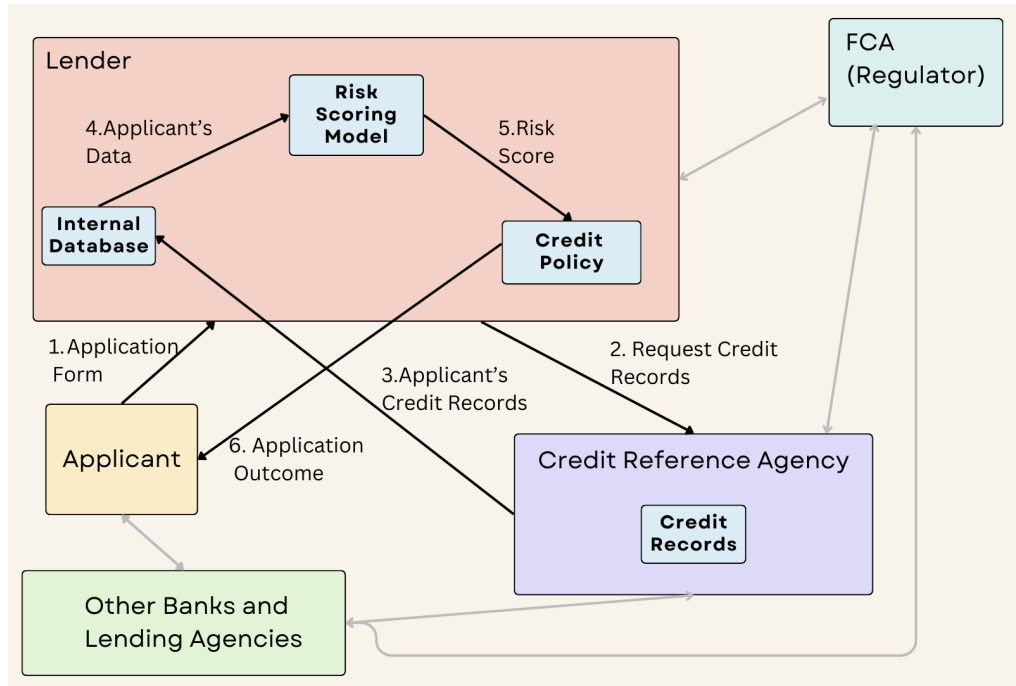 Lender
FCA
(Regulator)
Risk
Scoring
Model
4.Applicant’s
Data
5.Risk
Score
Internal
Database
Credit
Policy
1.Application
Form
2. Request Credit
Records
3.Applicant’s
Credit Records
Applicant
6. Application
Outcome
Credit Reference Agency
Credit
Records
Other Banks and
Lending Agencies